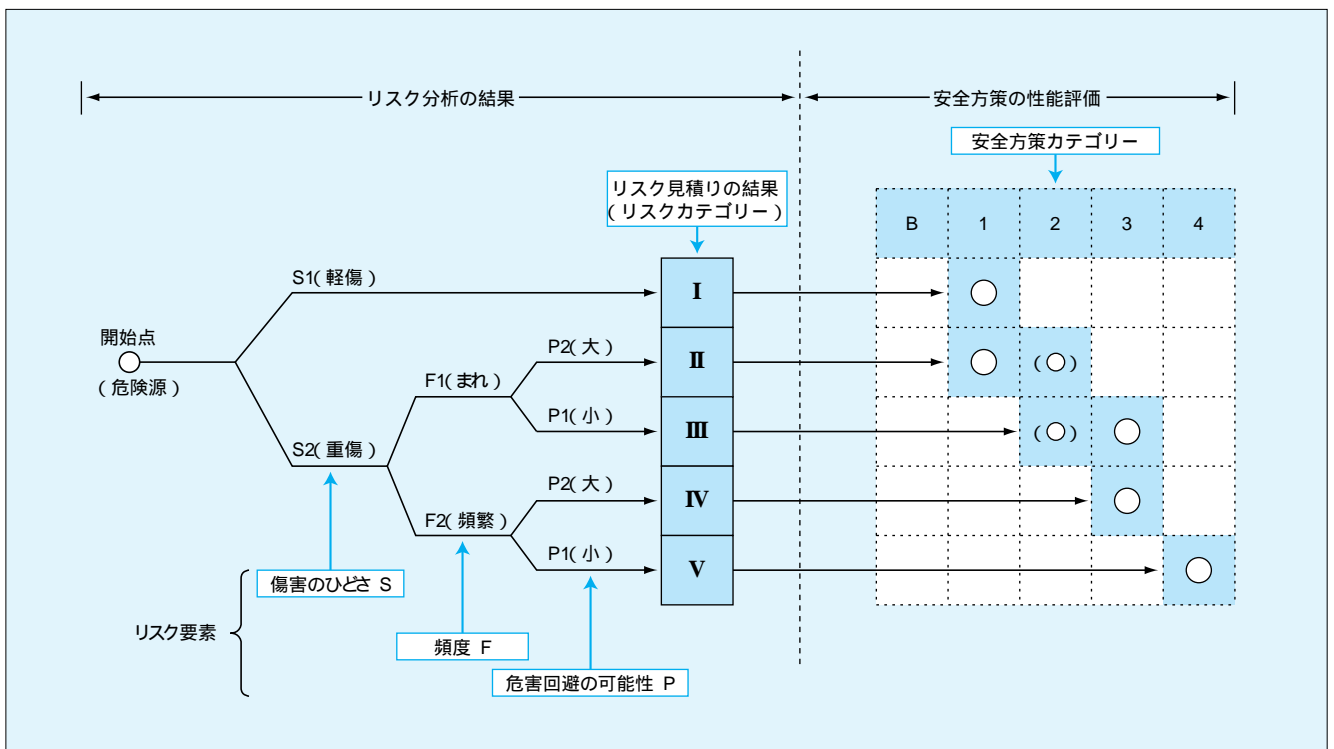 リスク分析の結果
安全方策の性能評価
安全方策カテゴリー
リスク見積りの結果
(リスクカテゴリー)
B 1 2 3 4
S1(軽傷)
I
開始点
(危険源)
P2(大)
II
(○)
F1(まれ)
P1(小)
III
(○)
S2(重傷)
P2(大)
IV
F2(頻繁)
P1(小)
V
傷害のひどさ S
リスク要素
頻度 F
危害回避の可能性 P